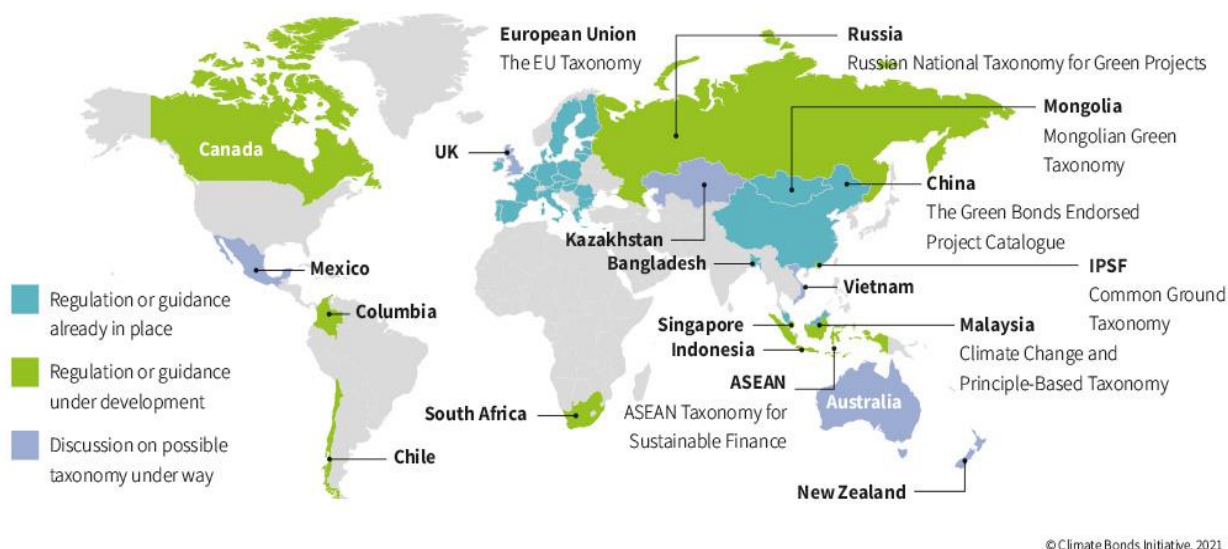 European Union
The EU Taxonomy
Russia
Russian National Taxonomy for Green Projects
Mongolia
Mongolian Green
Taxonomy
Canada
UK
China
The Green Bonds Endorsed
Project Catalogue
Kazakhstan
Bangladesh
IPSF
Common Ground
Taxonomy
Mexico
Vietnam
Columbia
Singapore
Indonesia
Malaysia
Climate Change and
Principle-Based Taxonomy
ASEAN
ASEAN Taxonomy for
Sustainable Finance
Australia
South Africa
Chile
New Zealand
Regulation or guidance
already in place
Regulation or guidance
under development
Discussion on possible
taxonomy under way
© Climate Bonds Initiative, 2021